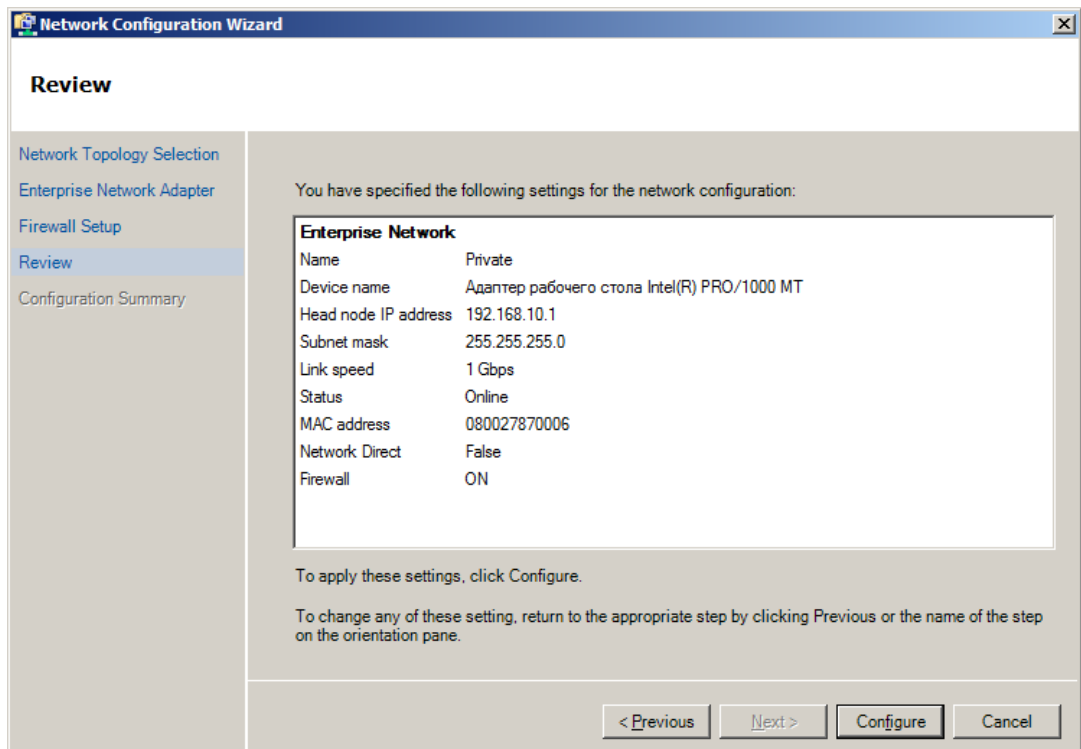 Network Configuration Wizard
Review
Network Topology Selection
Enterprise Network Adapter
Firewall Setup
Review
Configuration Summary
You have specified the following settings for the network configuration:
Enterprise Network
Name Private
Device name Адаптер рабочего стола Intel(R) PRO/1000 MT
Head node IP address 192.168.10.1
Subnet mask 255.255.255.0
Link speed 1 Gbps
Status Online
MAC address 080027870006
Network Direct False
Firewall ON
To apply these settings, click Configure.
To change any of these setting, return to the appropriate step by clicking Previous or the name of the step
on the orientation pane.
< Previous Next > Configure Cancel